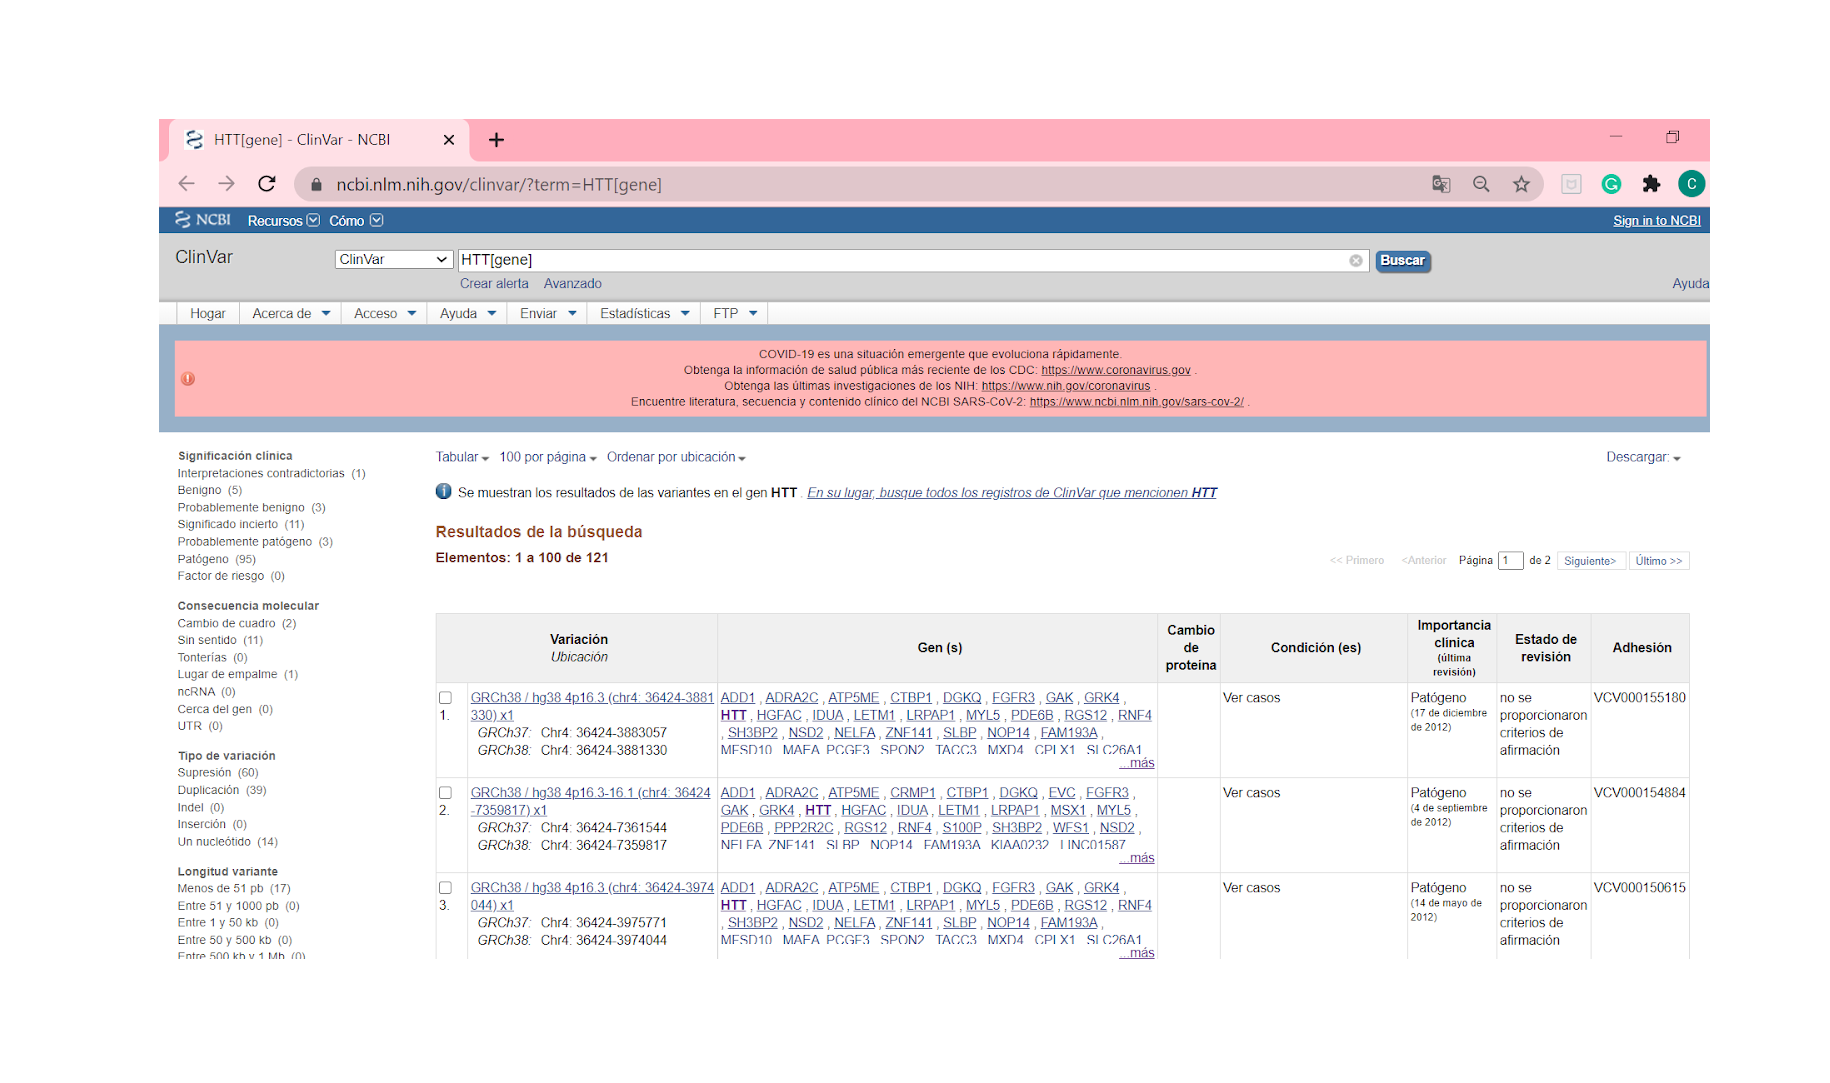 HTT[gene] - ClinVar - NCBI
ncbi.nlm.nih.gov/clinvar/?term=HTT[gene]
G
C
NCBI Recursos Cómo Sign in to NCBI
ClinVar ClinVar HTT[gene] Buscar
Crear alerta Avanzado Ayuda
Hogar Acerca de Acceso Ayuda Enviar Estadísticas FTP
COVID-19 es una situación emergente que evoluciona rápidamente.
Obtenga la información de salud pública más reciente de los CDC: https://www.coronavirus.gov .
Obtenga las últimas investigaciones de los NIH: https://www.nih.gov/coronavirus .
Encuentre literatura, secuencia y contenido clínico del NCBI SARS-CoV-2: https://www.ncbi.nlm.nih.gov/sars-cov-2/ .
Significación clínica
Interpretaciones contradictorias (1)
Benigno (5)
Probablemente benigno (3)
Significado incierto (11)
Probablemente patógeno (3)
Patógeno (95)
Factor de riesgo (0)
Consecuencia molecular
Cambio de cuadro (2)
Sin sentido (11)
Tonterías (0)
Lugar de empalme (1)
ncRNA (0)
Cerca del gen (0)
UTR (0)
Tipo de variación
Supresión (60)
Duplicación (39)
Indel (0)
Inserción (0)
Un nucleótido (14)
Longitud variante
Menos de 51 pb (17)
Entre 51 y 1000 pb (0)
Entre 1 y 50 kb (0)
Entre 50 y 500 kb (0)
Entre 500 kb y 1 Mb (0)
Tabular 100 por página Ordenar por ubicación Descargar:
Se muestran los resultados de las variantes en el gen HTT . En su lugar, busque todos los registros de ClinVar que mencionen HTT
Resultados de la búsqueda
Elementos: 1 a 100 de 121
<< Primero <Anterior Página 1 de 2 Siguiente> Último >>
Variación
Ubicación
Gen (s)
Cambio
de
proteina
Condición (es)
Importancia
clínica
(última
revisión)
Estado de
revisión
Adhesión
1.
GRCh38 / hg38 4p16.3 (chr4: 36424-3881
330) x1
GRCh37: Chr4: 36424-3883057
GRCh38: Chr4: 36424-3881330
ADD1 , ADRA2C , ATP5ME , CTBP1 , DGKQ , FGFR3 , GAK , GRK4 ,
HTT , HGFAC , IDUA , LETM1 , LRPAP1 , MYL5 , PDE6B , RGS12 , RNF4
, SH3BP2 , NSD2 , NELFA , ZNF141 , SLBP , NOP14 , FAM193A ,
MFSD10 MAEA PCGF3 SPON2 TACC3 MXD4 CPLX1 SLC26A1
...más
Ver casos
Patógeno
(17 de diciembre
de 2012)
no se
proporcionaron
criterios de
afirmación
VCV000155180
2.
GRCh38 / hg38 4p16.3-16.1 (chr4: 36424
-7359817) x1
GRCh37: Chr4: 36424-7361544
GRCh38: Chr4: 36424-7359817
ADD1 , ADRA2C , ATP5ME , CRMP1 , CTBP1 , DGKQ , EVC , FGFR3 ,
GAK , GRK4 , HTT , HGFAC , IDUA , LETM1 , LRPAP1 , MSX1 , MYL5 ,
PDE6B , PPP2R2C , RGS12 , RNF4 , S100P , SH3BP2 , WFS1 , NSD2 ,
NELFA ZNF141 SLBP NOP14 FAM193A KIAA0232 LINC01587
...más
Ver casos
Patógeno
(4 de septiembre
de 2012)
no se
proporcionaron
criterios de
afirmación
VCV000154884
3.
GRCh38 / hg38 4p16.3 (chr4: 36424-3974
044) x1
GRCh37: Chr4: 36424-3975771
GRCh38: Chr4: 36424-3974044
ADD1 , ADRA2C , ATP5ME , CTBP1 , DGKQ , FGFR3 , GAK , GRK4 ,
HTT , HGFAC , IDUA , LETM1 , LRPAP1 , MYL5 , PDE6B , RGS12 , RNF4
, SH3BP2 , NSD2 , NELFA , ZNF141 , SLBP , NOP14 , FAM193A ,
MFSD10 MAEA PCGF3 SPON2 TACC3 MXD4 CPLX1 SLC26A1
...más
Ver casos
Patógeno
(14 de mayo de
2012)
no se
proporcionaron
criterios de
afirmación
VCV000150615